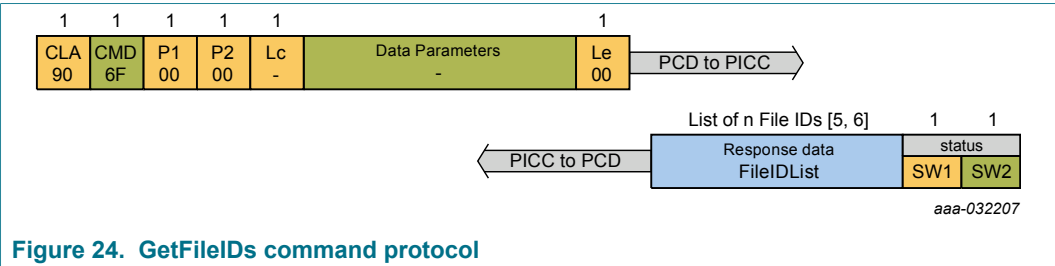 1 1 1 1 1 1
CLA CMD P1 P2 Lc Data Parameters Le
90 6F 00 00 - - 00
PCD to PICC
List of n File IDs [5, 6] 1 1
PICC to PCD
Response data status
FileIDList SW1 SW2
aaa-032207
Figure 24. GetFileIDs command protocol